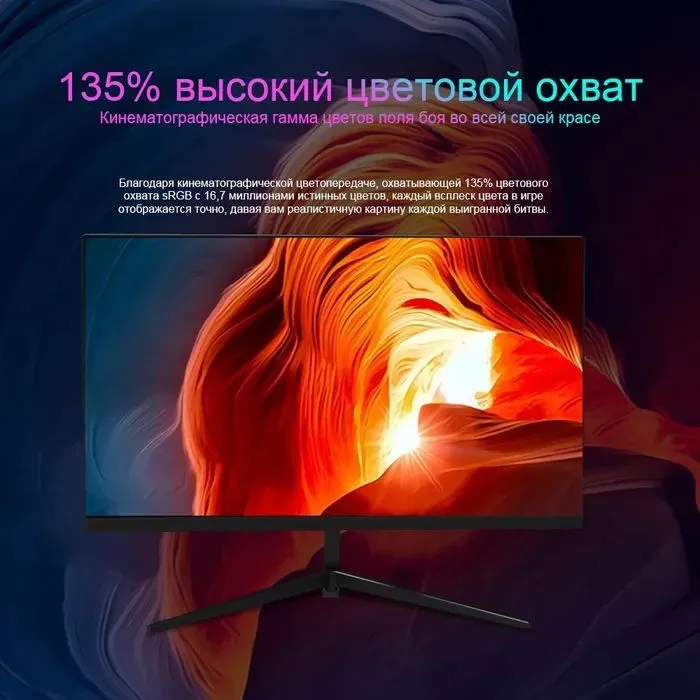 135% высокий цветовой охват
Кинематографическая гамма цветов поля боя во всей своей красе
Благодаря кинематографической цветопередаче, охватывающей 135% цветового
охвата sRGB с 16,7 миллионами истинных цветов, каждый всплеск цвета в игре
отображается точно, давая вам реалистичную картину каждой выигранной битвы.